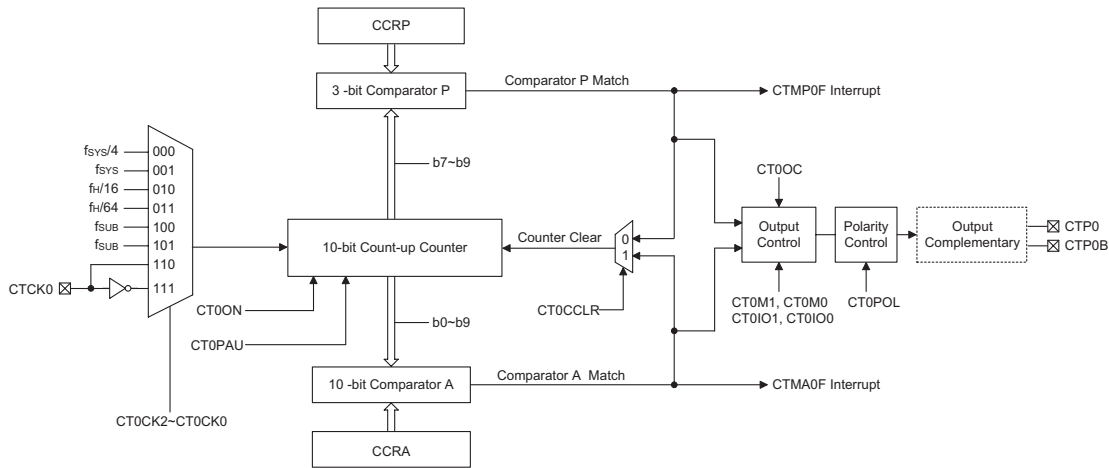 CCRP
3 -bit Comparator P
Comparator P Match
CTMP0F Interrupt
fSYS/4
000
fSYS
001
fH/16
010
fH/64
011
fSUB
100
fSUB
101
110
111
CTCK0
CT0CK2~CT0CK0
b7~b9
10-bit Count-up Counter
CT0ON
CT0PAU
b0~b9
Counter Clear
0
1
CT0CCLR
CT0OC
Output
Control
CT0M1, CT0M0
CT0IO1, CT0IO0
Polarity
Control
CT0POL
Output
Complementary
CTP0
CTP0B
10 -bit Comparator A
Comparator A  Match
CTMA0F Interrupt
CCRA